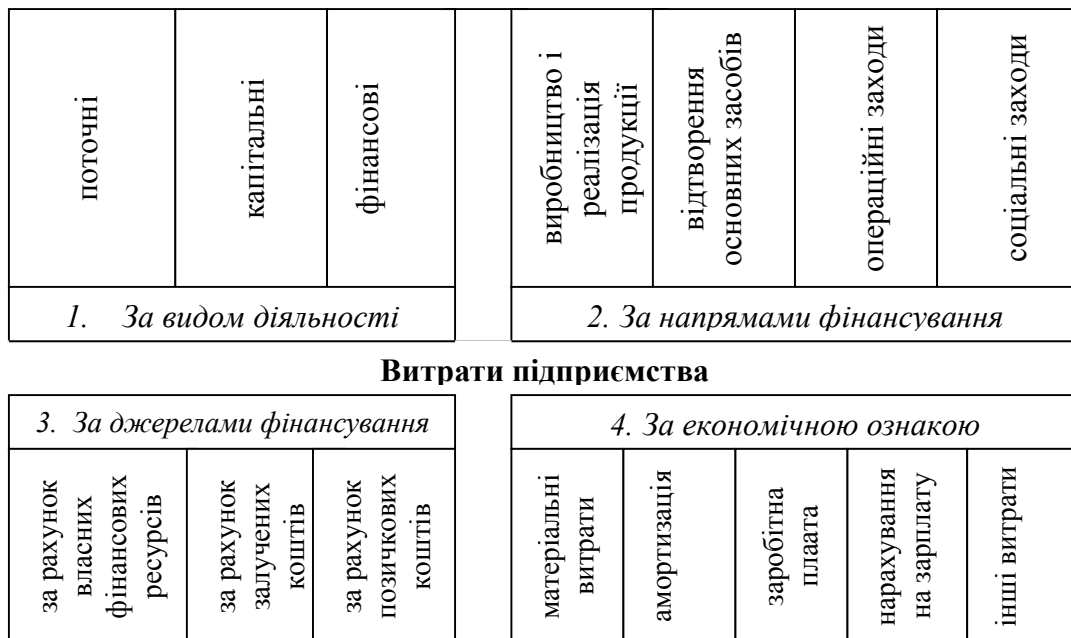 поточні
капітальні
фінансові
виробництво і
реалізація
продукції
відтворення
основних засобів
операційні заходи
соціальні заходи
1. За видом діяльності
2. За напрямами фінансування
Витрати підприємства
3. За джерелами фінансування
4. За економічною ознакою
за рахунок
власних
фінансових
ресурсів
за рахунок
залучених
коштів
за рахунок
позичкових
коштів
матеріальні
витрати
амортизація
заробітна
плаата
нарахування
на зарплату
інші витрати